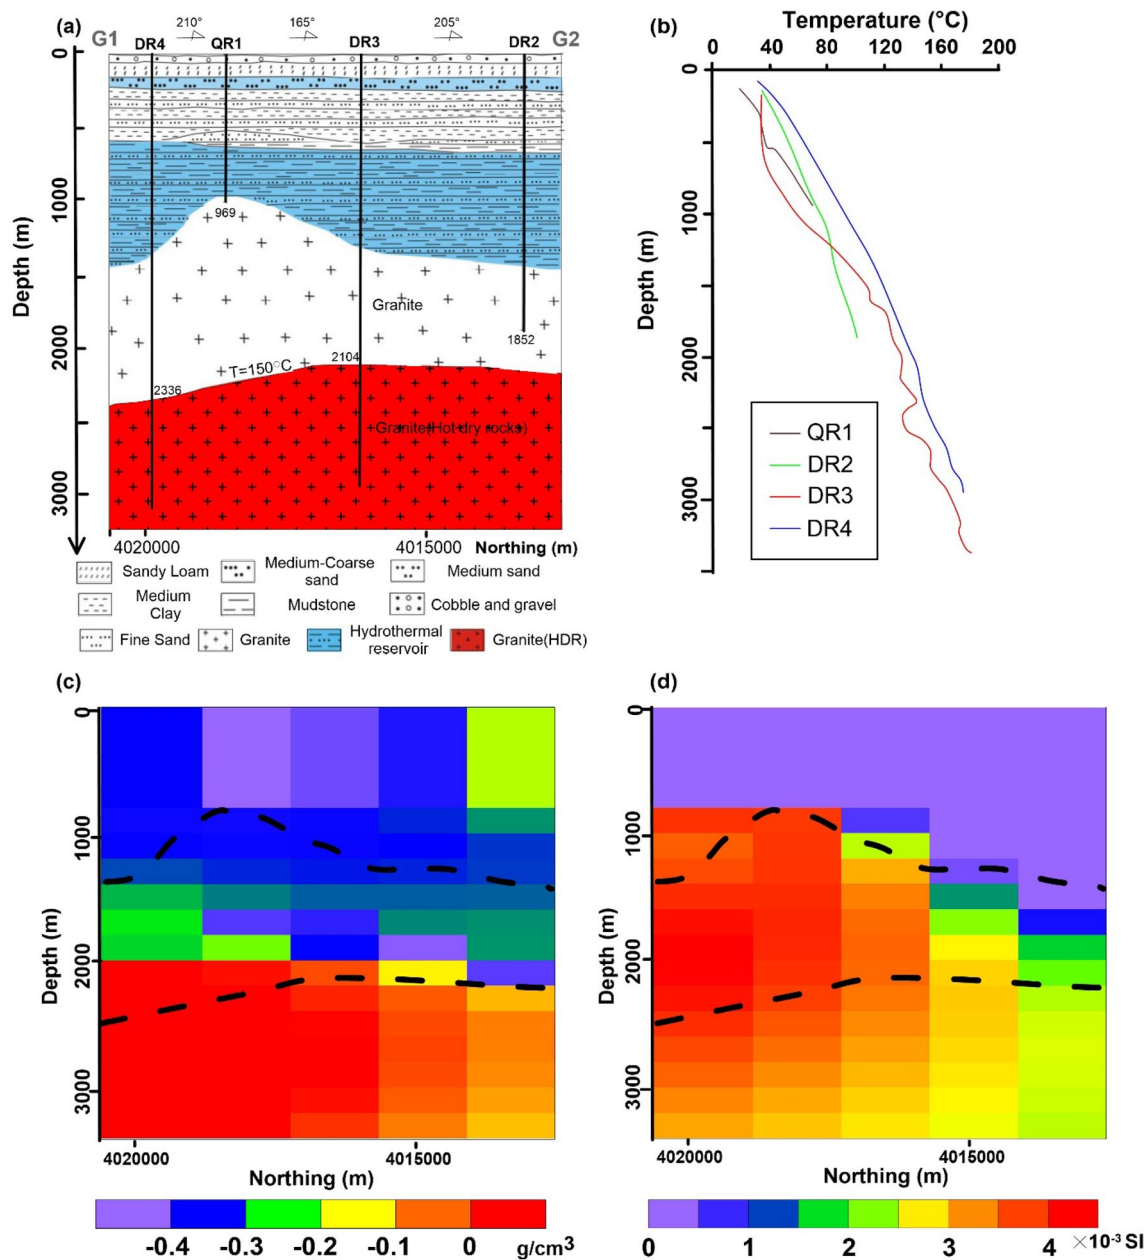 (a)
210°
165°
205°
G1
DR4
QR1
DR3
DR2
G2
0
1000
2000
3000
Depth (m)
969
Granite
1852
T=150°C
2104
2336
Granite(Hot dry rocks)
4020000
4015000
Northing (m)
Sandy Loam
Medium-Coarse
sand
Medium sand
Medium
Clay
Mudstone
Cobble and gravel
Fine Sand
Granite
Hydrothermal
reservoir
Granite(HDR)
(b)
Temperature (°C)
0 40 80 120 160 200
0
1000
2000
3000
Depth (m)
QR1
DR2
DR3
DR4
(c)
0
1000
2000
3000
Depth (m)
4020000
4015000
Northing (m)
-0.4 -0.3 -0.2 -0.1 0 g/cm³
(d)
0
1000
2000
3000
Depth (m)
4020000
4015000
Northing (m)
0 1 2 3 4 ×10⁻³ SI